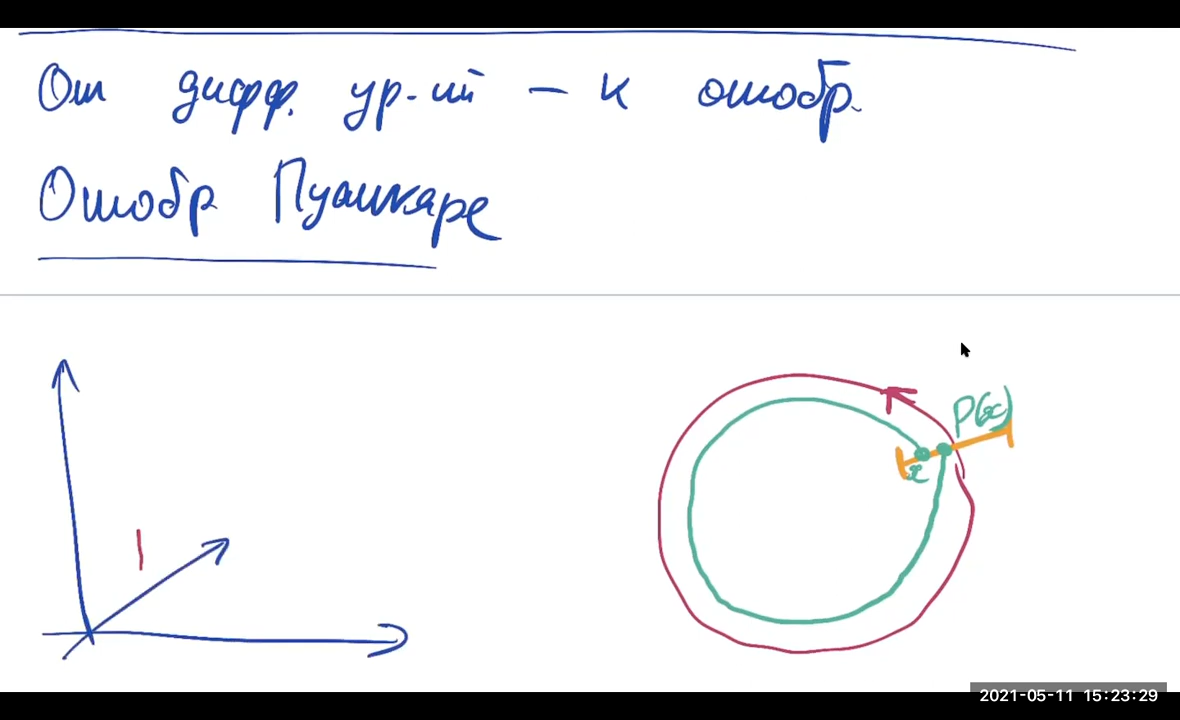 От дифф. ур-ий – к отобр.
Отобр Пуанкаре
P(x)
x
2021-05-11 15:23:29